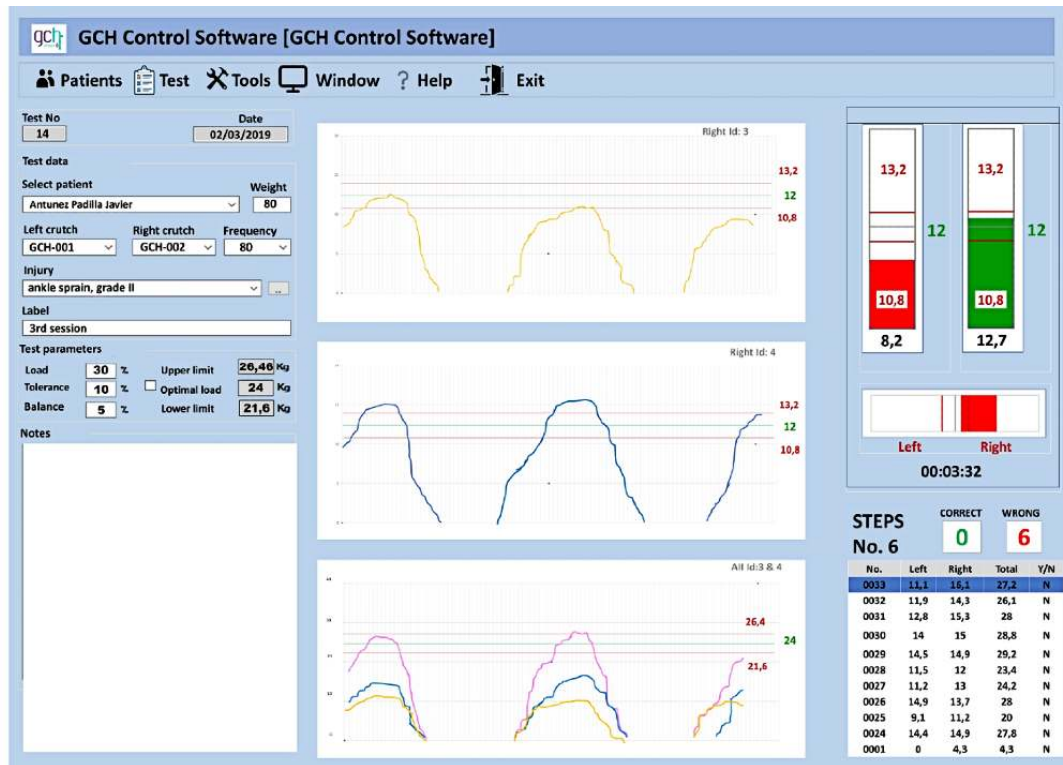 gch GCH Control Software [GCH Control Software]
Patients Test Tools Window ? Help Exit
Test No Date
14 02/03/2019
Test data
Select patient Weight
Antunez Padilla Javier 80
Left crutch Right crutch Frequency
GCH-001 GCH-002 80
Injury
ankle sprain, grade II ..
Label
3rd session
Test parameters
Load 30 % Upper limit 26,46 Kg
Tolerance 10 % Optimal load 24 Kg
Balance 5 % Lower limit 21,6 Kg
Notes
Right Id: 3
13,2
12
10,8
Right Id: 4
13,2
12
10,8
All Id:3 & 4
26,4
24
21,6
13,2 13,2
12 12
10,8 10,8
8,2 12,7
Left Right
00:03:32
STEPS CORRECT WRONG
No. 6 0 6
No. Left Right Total Y/N
0033 11,1 16,1 27,2 N
0032 11,9 14,3 26,1 N
0031 12,8 15,3 28 N
0030 14 15 28,8 N
0029 14,5 14,9 29,2 N
0028 11,5 12 23,4 N
0027 11,2 13 24,2 N
0026 14,9 13,7 28 N
0025 9,1 11,2 20 N
0024 14,4 14,9 27,8 N
0001 0 4,3 4,3 N